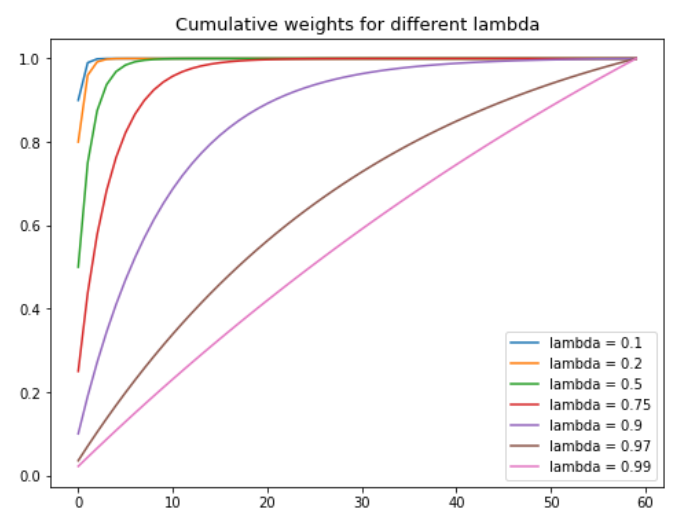 Cumulative weights for different lambda
1.0
0.8
0.6
0.4
0.2
0.0
lambda = 0.1
lambda = 0.2
lambda = 0.5
lambda = 0.75
lambda = 0.9
lambda = 0.97
lambda = 0.99
0 10 20 30 40 50 60